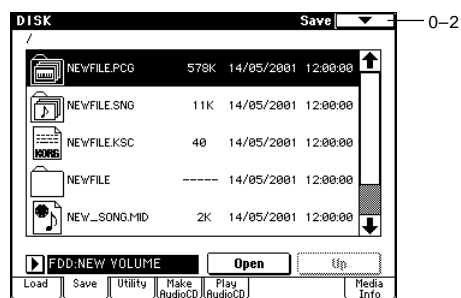 DISK Save 0–2
/
NEWFILE.PCG 578K 14/05/2001 12:00:00
NEWFILE.SNG 11K 14/05/2001 12:00:00
KORG NEWFILE.KSC 40 14/05/2001 12:00:00
NEWFILE ----- 14/05/2001 12:00:00
NEW_SONG.MID 2K 14/05/2001 12:00:00
FDD:NEW VOLUME Open Up
Load Save Utility Make AudioCD Play AudioCD Media Info